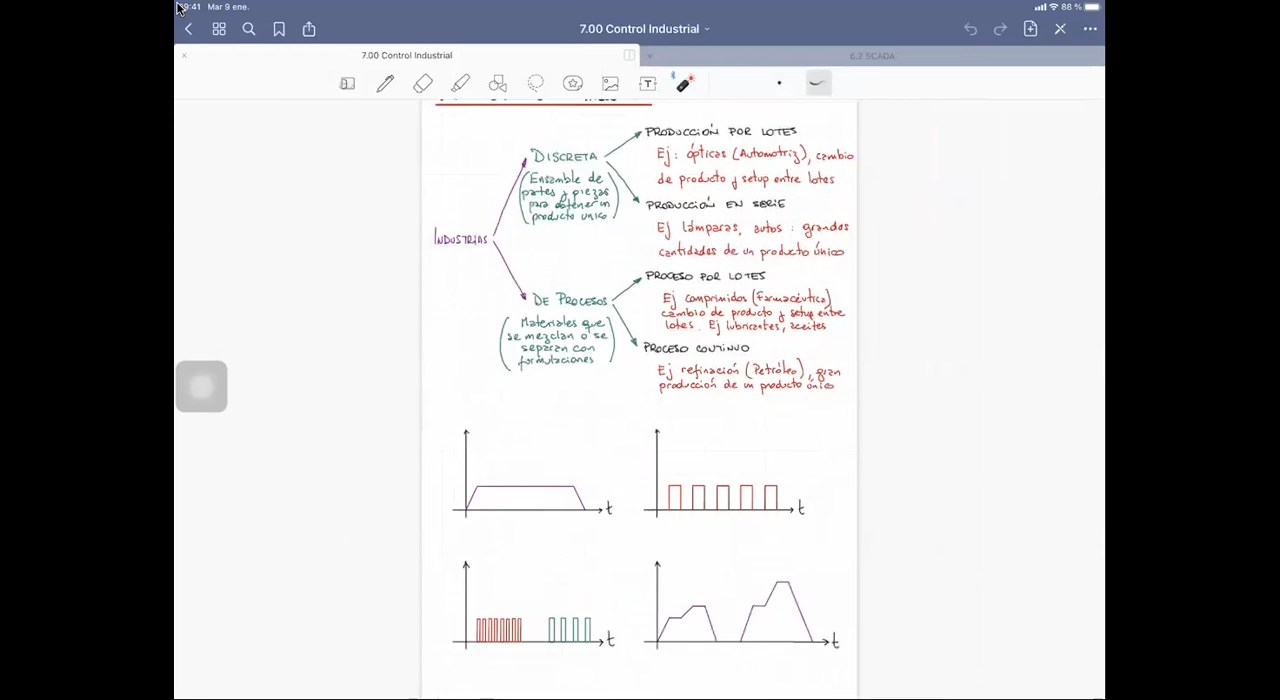 9:41 Mar 9 ene.
88 %
7.00 Control Industrial
7.00 Control Industrial
6.2 SCADA
INDUSTRIAS
DISCRETA
(Ensamble de
partes y piezas
para obtener un
producto único)
PRODUCCIÓN POR LOTES
Ej: ópticas (Automotriz), cambio
de producto y setup entre lotes
PRODUCCIÓN EN SERIE
Ej lámparas, autos : grandes
cantidades de un producto único
DE PROCESOS
(Materiales que
se mezclan o se
separan con
formulaciones)
PROCESO POR LOTES
Ej comprimidos (Farmacéutica)
cambio de producto y setup entre
lotes. Ej lubricantes, aceites
PROCESO CONTINUO
Ej refinación (Petróleo), gran
producción de un producto único
t
t
t
t